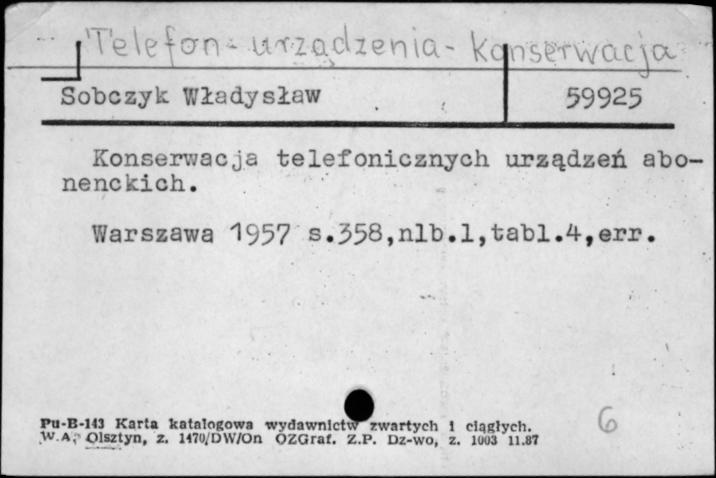 Telefon - urządzenia - konserwacja
Sobczyk Władysław 59925
Konserwacja telefonicznych urządzeń abo-
nenckich.
Warszawa 1957 s.358,nlb.1,tabl.4,err.
6
Pu-B-143 Karta katalogowa wydawnictw zwartych i ciągłych.
W.A. Olsztyn, z. 1470/DW/On OZGraf. Z.P. Dz-wo, z. 1003 11.87